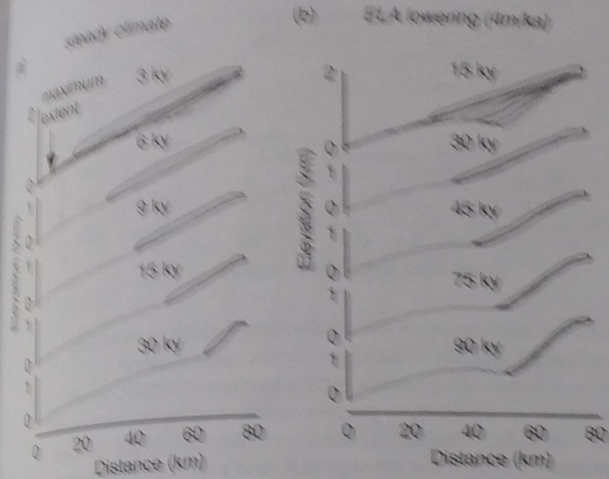 steady climate
maximum
extent
3 ky
6 ky
9 ky
15 ky
30 ky
2
0
1
0
1
0
1
0
1
0
0 20 40 60 80
Distance (km)
(b) ELA lowering (4m/ka)
15 ky
30 ky
45 ky
75 ky
90 ky
Elevation (km)
2
0
1
0
1
0
1
0
1
0
0 20 40 60 80
Distance (km)